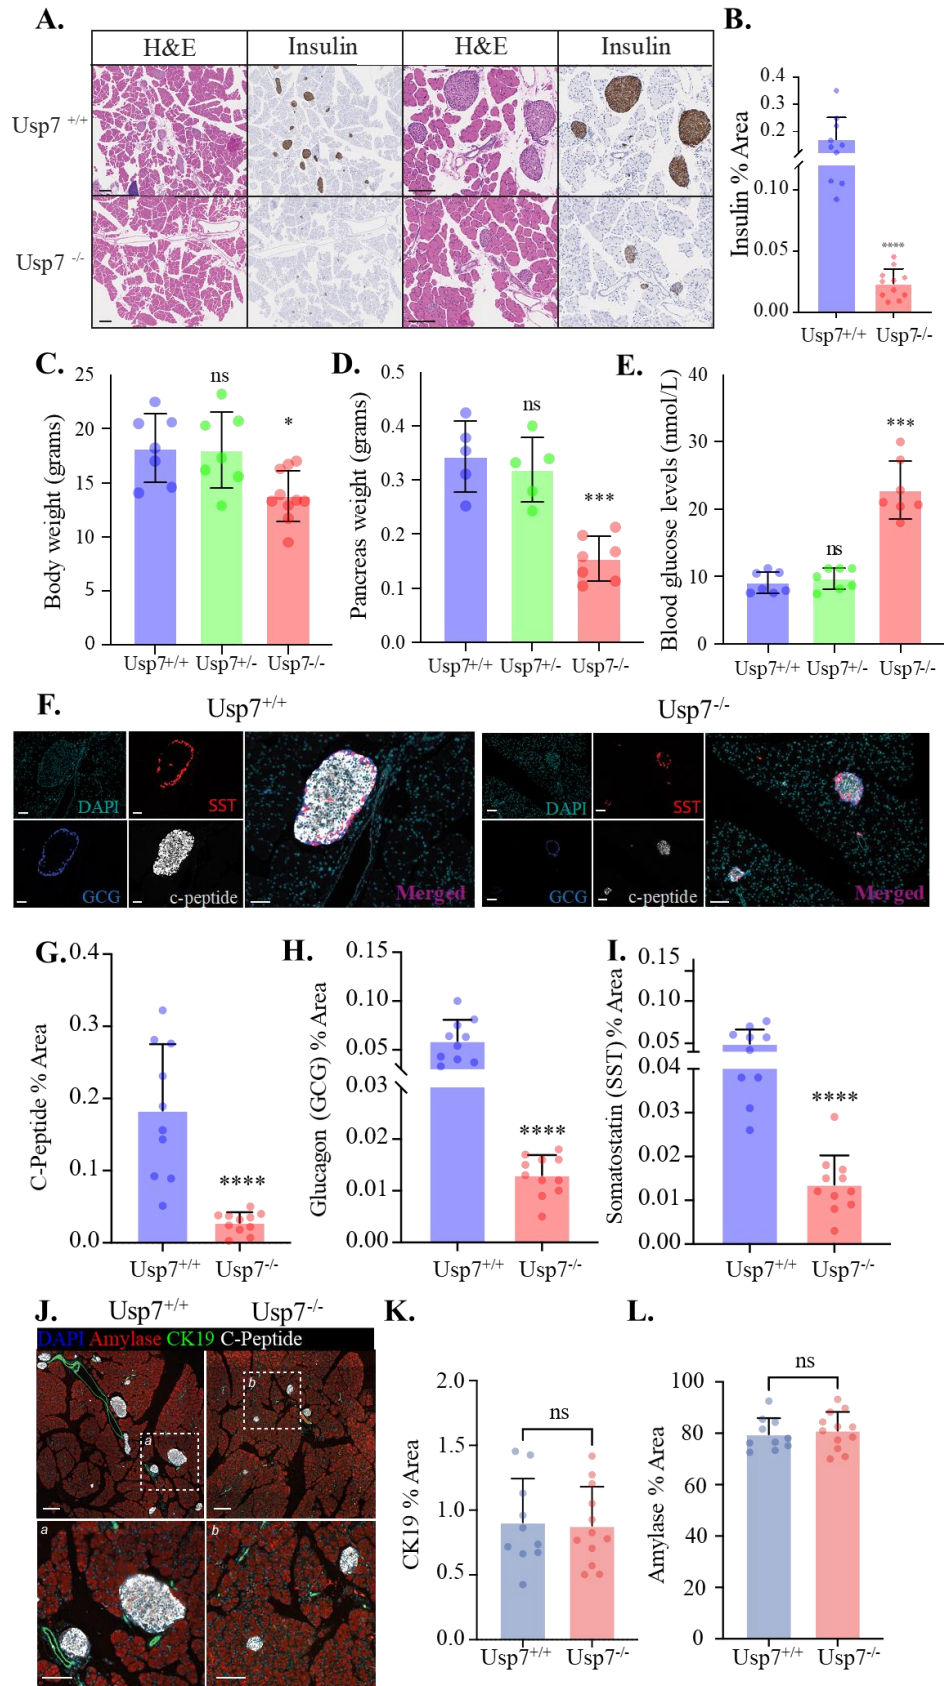 A.
H&E Insulin H&E Insulin
Usp7 +/+
Usp7 -/-
B.
Insulin % Area
0.4
0.3
0.2
0.10
0.05
0.00
****
Usp7+/+ Usp7-/-
C.
Body weight (grams)
25
20
15
10
5
0
ns
*
Usp7+/+ Usp7+/- Usp7-/-
D.
Pancreas weight (grams)
0.5
0.4
0.3
0.2
0.1
0.0
ns
***
Usp7+/+ Usp7+/- Usp7-/-
E.
Blood glucose levels (nmol/L)
40
30
20
10
0
ns
***
Usp7+/+ Usp7+/- Usp7-/-
F.
Usp7+/+
Usp7-/-
DAPI SST
GCG c-peptide Merged
DAPI SST
GCG c-peptide Merged
G.
C-Peptide % Area
0.4
0.3
0.2
0.1
0.0
****
Usp7+/+ Usp7-/-
H.
Glucagon (GCG) % Area
0.15
0.10
0.05
0.03
0.02
0.01
0.00
****
Usp7+/+ Usp7-/-
I.
Somatostatin (SST) % Area
0.15
0.10
0.05
0.04
0.03
0.02
0.01
0.00
****
Usp7+/+ Usp7-/-
J.
Usp7+/+ Usp7-/-
DAPI Amylase CK19 C-Peptide
a
b
a
b
K.
CK19 % Area
2.0
1.5
1.0
0.5
0.0
ns
Usp7+/+ Usp7-/-
L.
Amylase % Area
100
80
60
40
20
0
ns
Usp7+/+ Usp7-/-